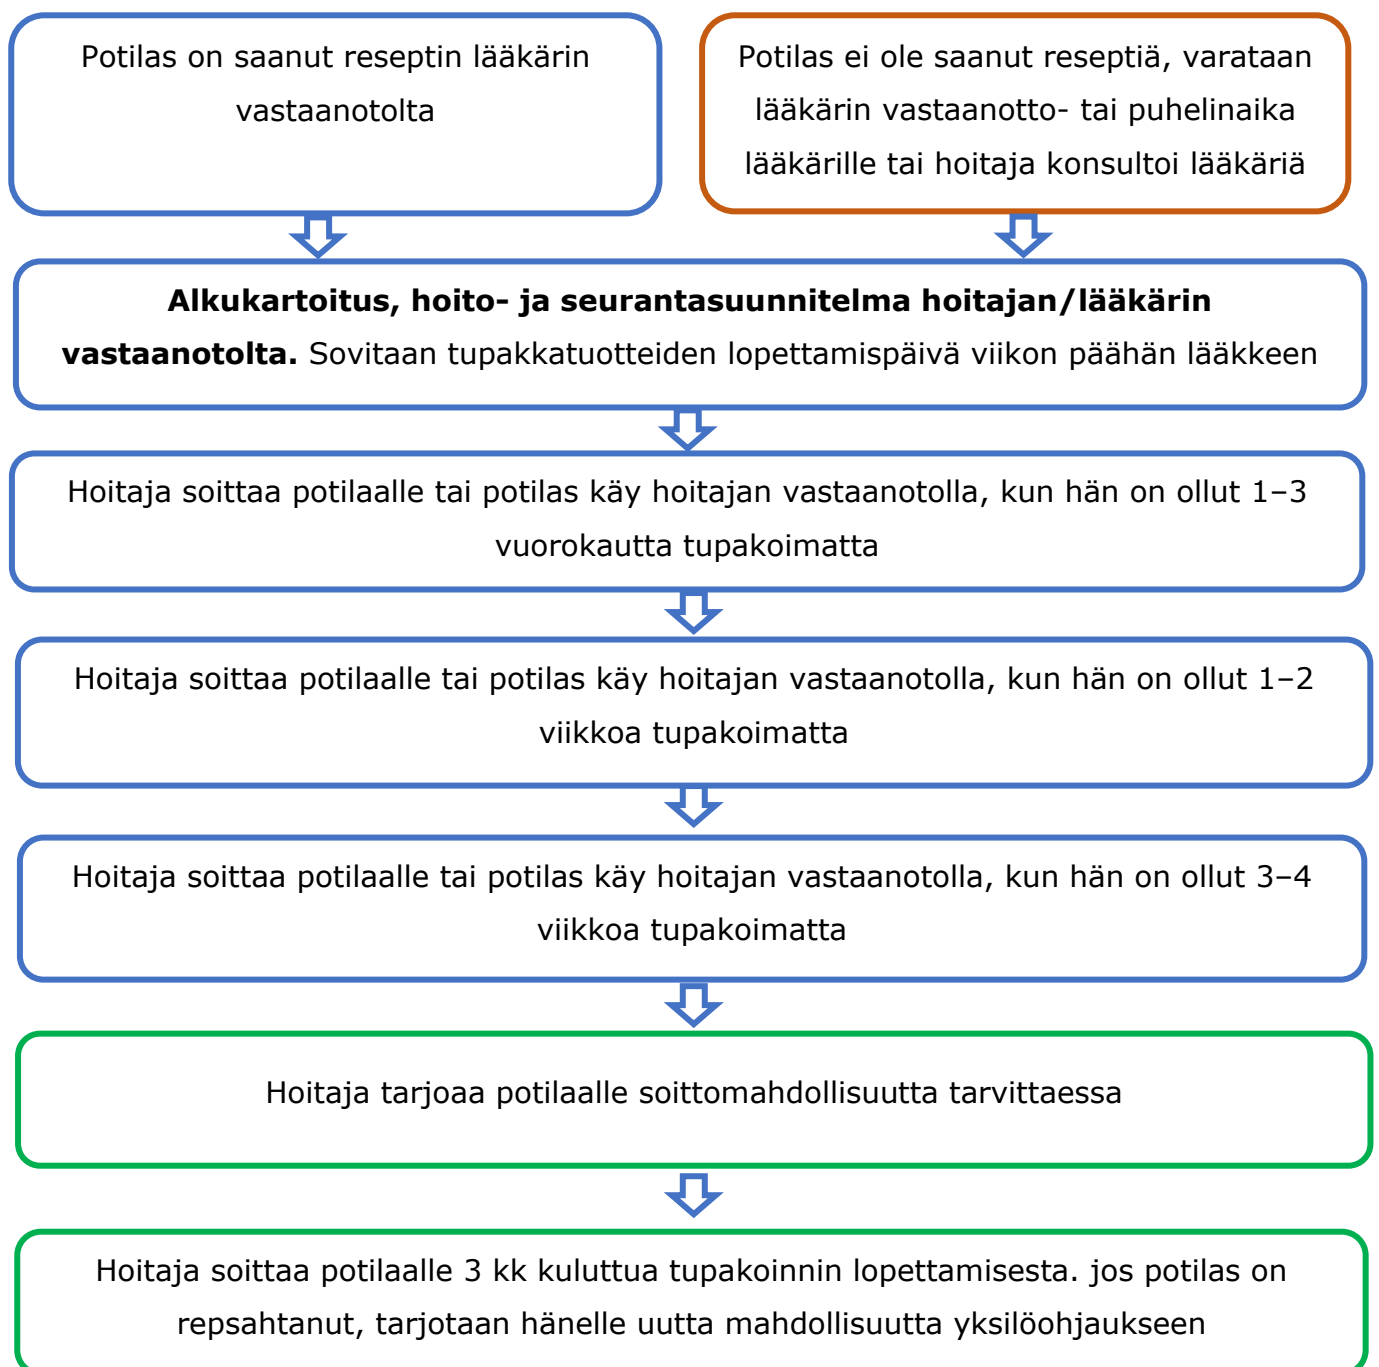 Potilas on saanut reseptin lääkärin
vastaanotolta
Potilas ei ole saanut reseptiä, varataan
lääkärin vastaanotto- tai puhelinaika
lääkärille tai hoitaja konsultoi lääkäriä
Alkukartoitus, hoito- ja seurantasuunnitelma hoitajan/lääkärin
vastaanotolta. Sovitaan tupakkatuotteiden lopettamispäivä viikon päähän lääkkeen
Hoitaja soittaa potilaalle tai potilas käy hoitajan vastaanotolla, kun hän on ollut 1–3
vuorokautta tupakoimatta
Hoitaja soittaa potilaalle tai potilas käy hoitajan vastaanotolla, kun hän on ollut 1–2
viikkoa tupakoimatta
Hoitaja soittaa potilaalle tai potilas käy hoitajan vastaanotolla, kun hän on ollut 3–4
viikkoa tupakoimatta
Hoitaja tarjoaa potilaalle soittomahdollisuutta tarvittaessa
Hoitaja soittaa potilaalle 3 kk kuluttua tupakoinnin lopettamisesta. jos potilas on
repsahtanut, tarjotaan hänelle uutta mahdollisuutta yksilöohjaukseen